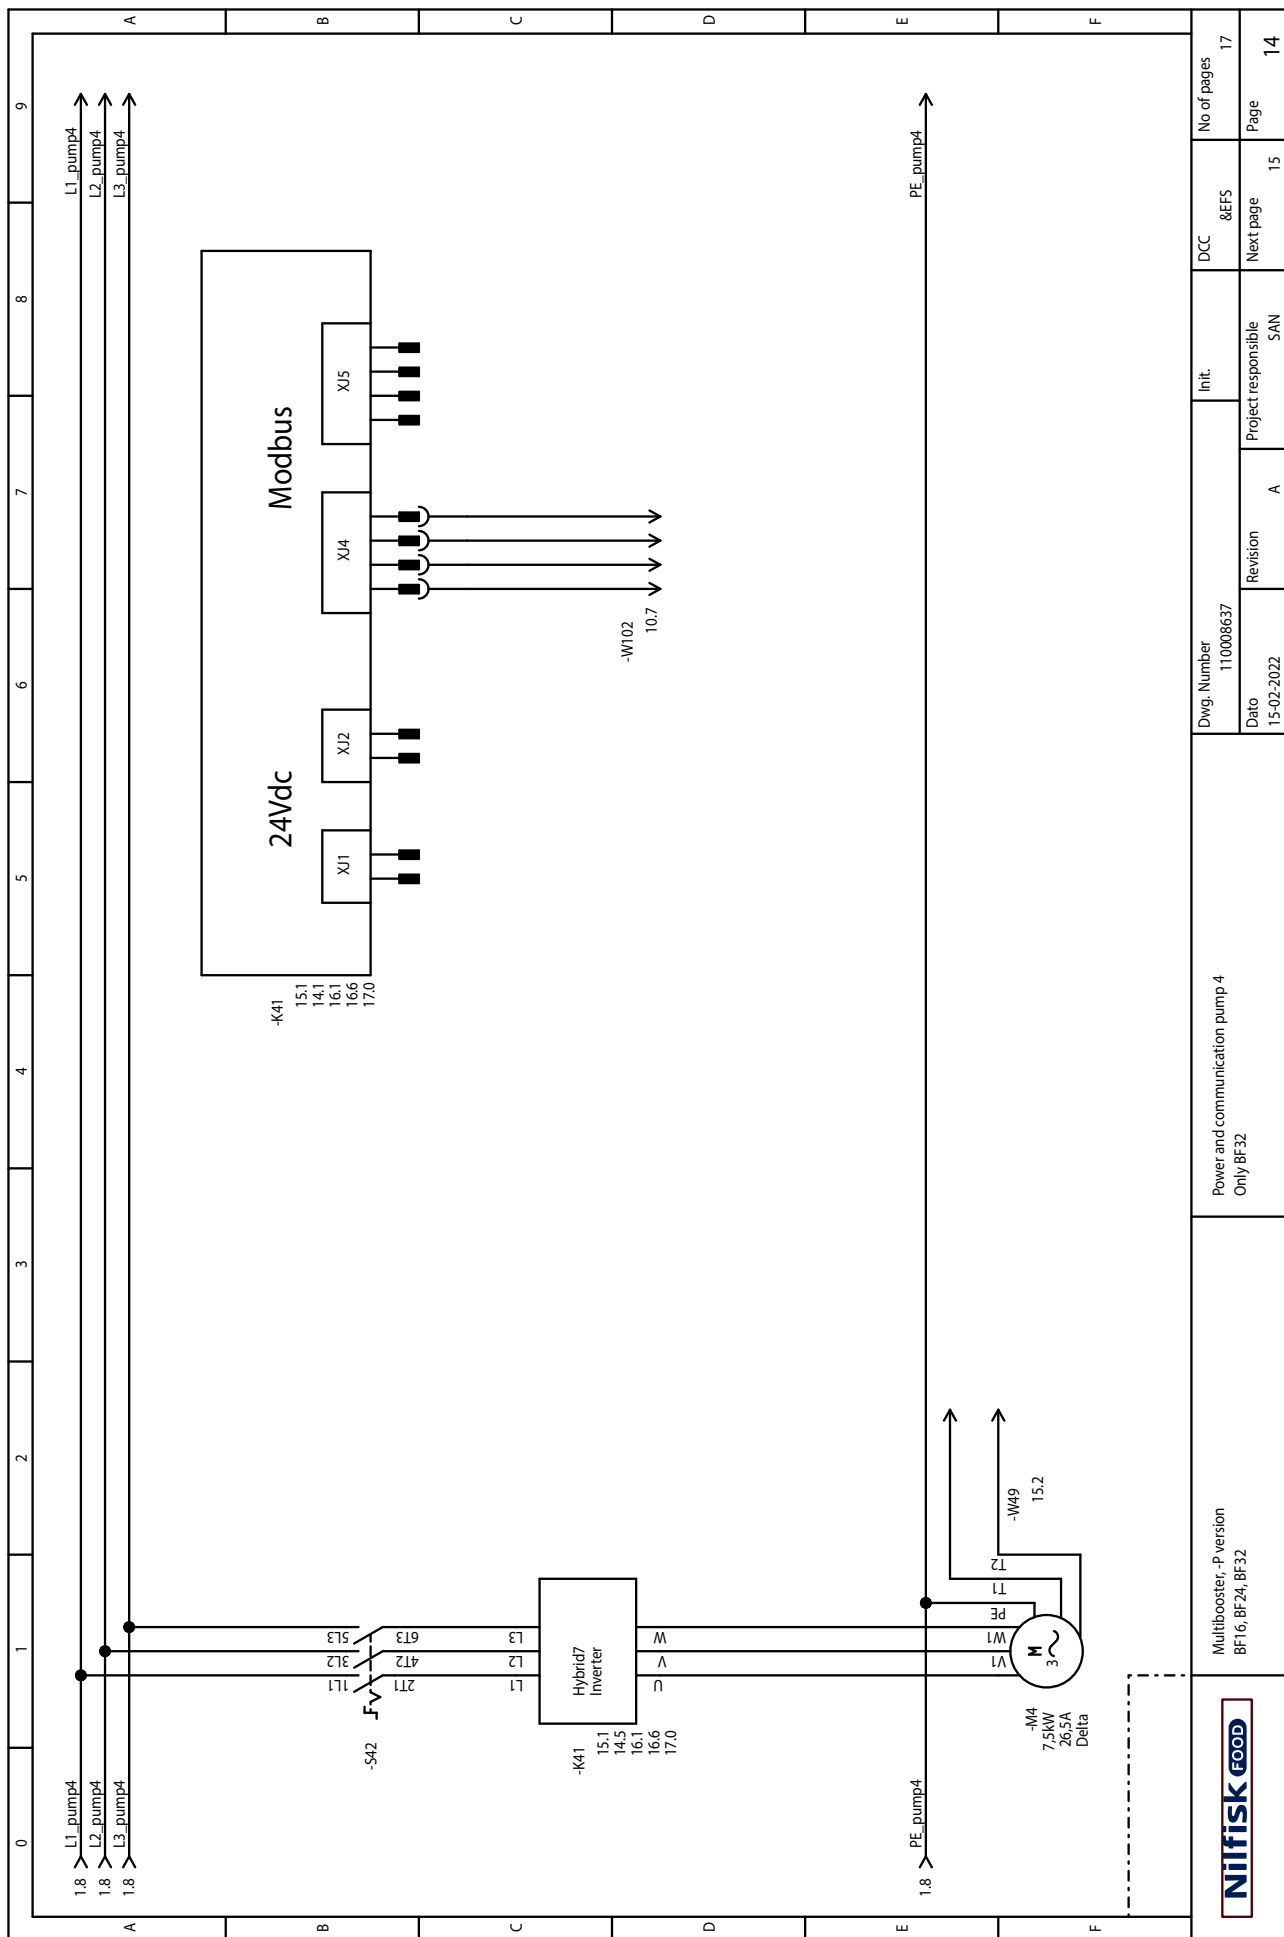 0 1 2 3 4 5 6 7 8 9
A
B
C
D
E
F
A
B
C
D
E
F
1.8
L1_pump4
L1_pump4
1.8
L2_pump4
L2_pump4
1.8
L3_pump4
L3_pump4
-S42
1L1 3L2 5L3
2T1 4T2 6T3
-K41
15.1
14.5
16.1
16.6
17.0
L1 L2 L3
Hybrid7
Inverter
U V W
-K41
15.1
14.1
16.1
16.6
17.0
24Vdc
Modbus
XJ1
XJ2
XJ4
XJ5
-W102
10.7
1.8
PE_pump4
PE_pump4
V1 W1 PE T1 T2
-W49
15.2
-M4
7,5kW
26,5A
Delta
M
3
Nilfisk FOOD
Multibooster, -P version
BF16, BF24, BF32
Power and communication pump 4
Only BF32
Dwg. Number
110008637
Init.
DCC
&EFS
No of pages
17
Dato
15-02-2022
Revision
A
Project responsible
SAN
Next page
15
Page
14